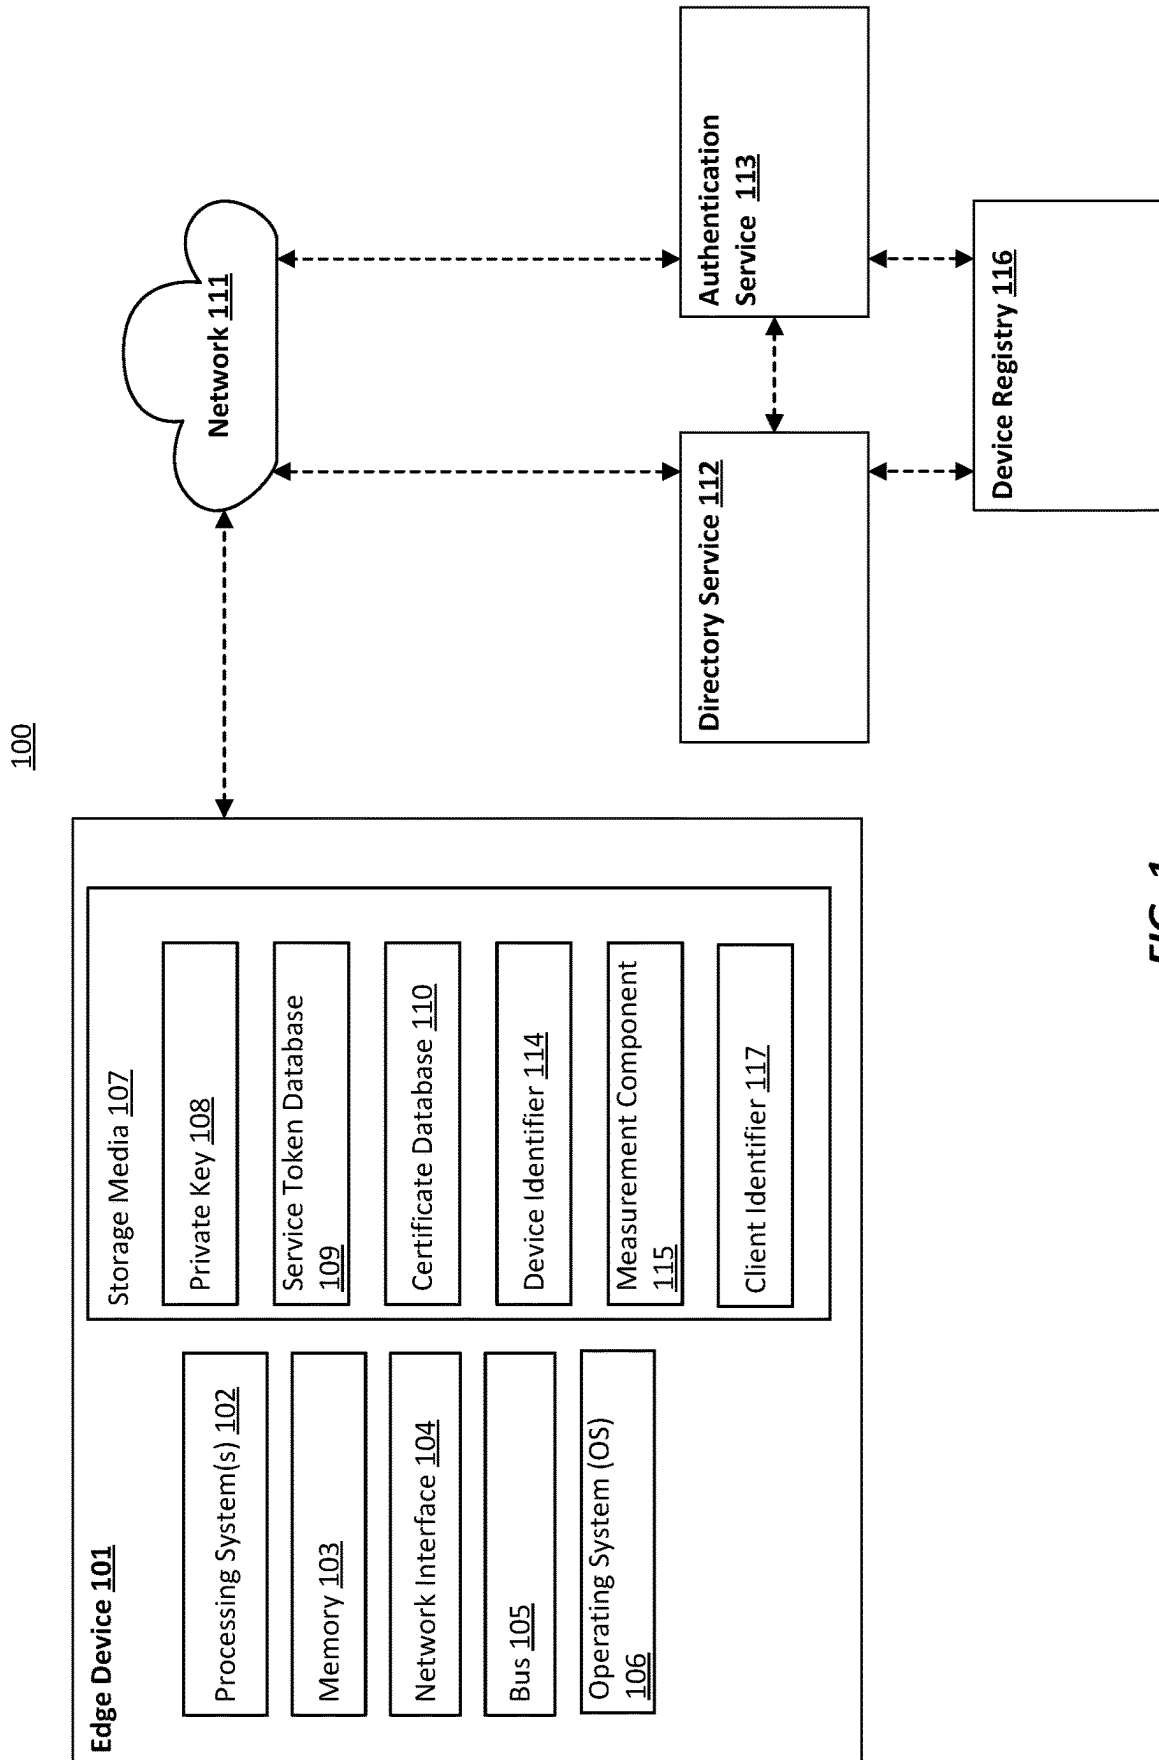 100
Edge Device 101
Processing System(s) 102
Memory 103
Network Interface 104
Bus 105
Operating System (OS)
106
Storage Media 107
Private Key 108
Service Token Database
109
Certificate Database 110
Device Identifier 114
Measurement Component
115
Client Identifier 117
Network 111
Directory Service 112
Authentication
Service 113
Device Registry 116
FIG. 1